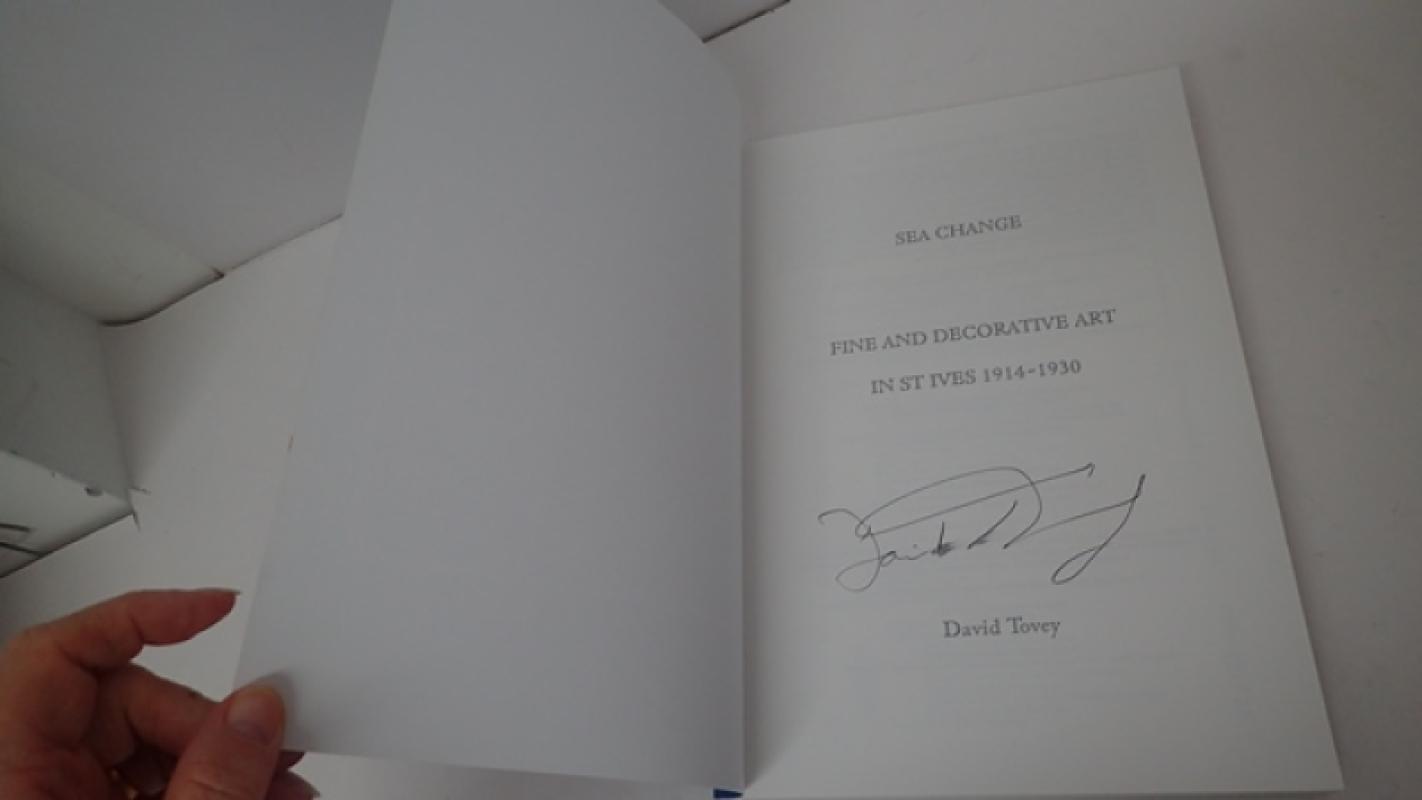 SEA CHANGE
FINE AND DECORATIVE ART
IN ST IVES 1914-1930
David Tovey